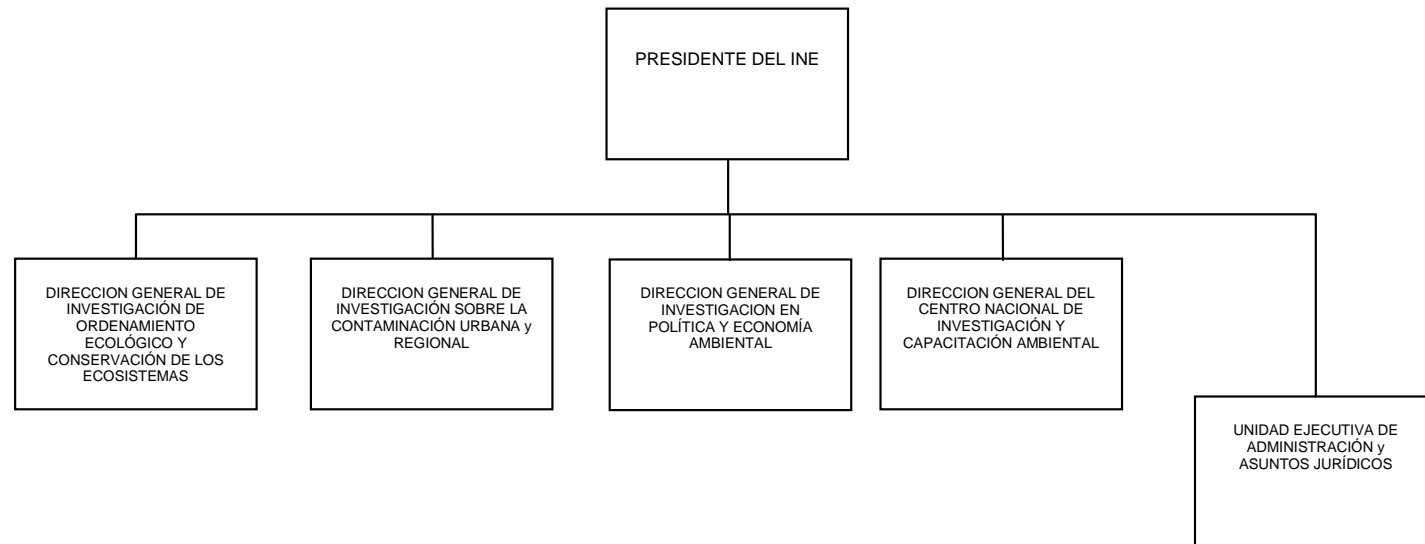 PRESIDENTE DEL INE
DIRECCION GENERAL DE
INVESTIGACIÓN DE
ORDENAMIENTO
ECOLÓGICO Y
CONSERVACIÓN DE LOS
ECOSISTEMAS
DIRECCION GENERAL DE
INVESTIGACIÓN SOBRE LA
CONTAMINACIÓN URBANA y
REGIONAL
DIRECCION GENERAL DE
INVESTIGACION EN
POLÍTICA Y ECONOMÍA
AMBIENTAL
DIRECCION GENERAL DEL
CENTRO NACIONAL DE
INVESTIGACIÓN Y
CAPACITACIÓN AMBIENTAL
UNIDAD EJECUTIVA DE
ADMINISTRACIÓN y
ASUNTOS JURÍDICOS